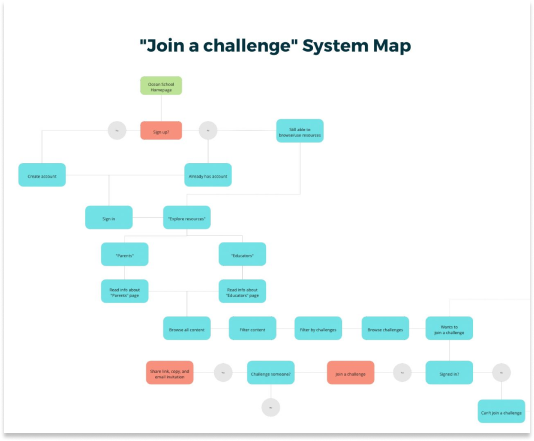 "Join a challenge" System Map
Ocean School
Homepage
Sign up?
Still able to
browse/use resources
Create account
Already has account
Sign in
"Explore resources"
"Parents"
"Educators"
Read info about
"Parents" page
Read info about
"Educators" page
Browse all content
Filter content
Filter by challenges
Browse challenges
Wants to
join a challenge
Share link, copy, and
email invitation
Challenge someone?
Join a challenge
Signed in?
Can't join a challenge